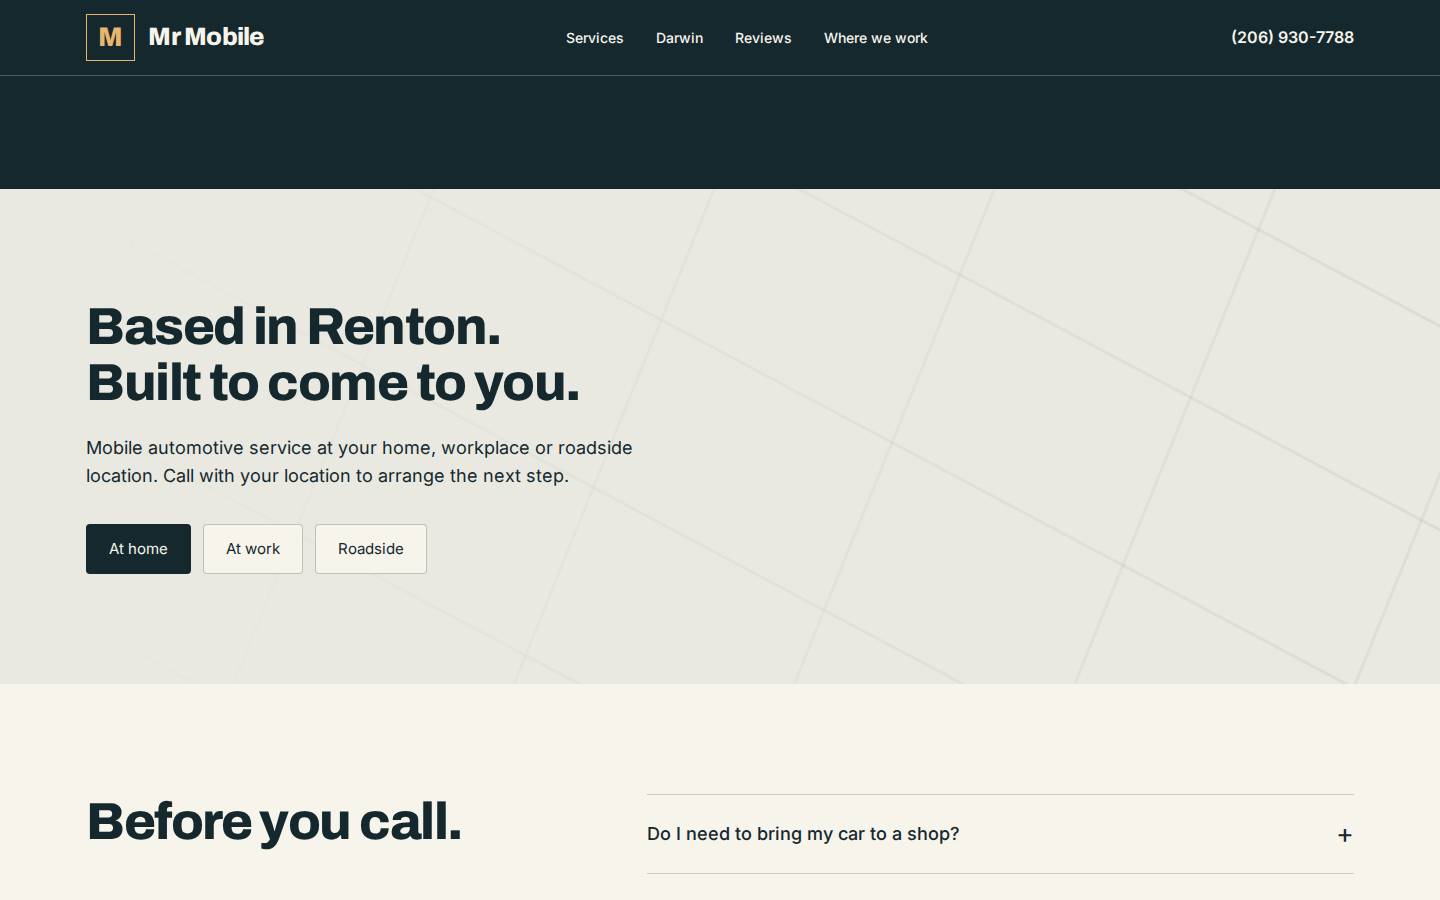 M
Mr Mobile
Services
Darwin
Reviews
Where we work
(206) 930-7788
Based in Renton.
Built to come to you.
Mobile automotive service at your home, workplace or roadside
location. Call with your location to arrange the next step.
At home
At work
Roadside
Before you call.
Do I need to bring my car to a shop?
+